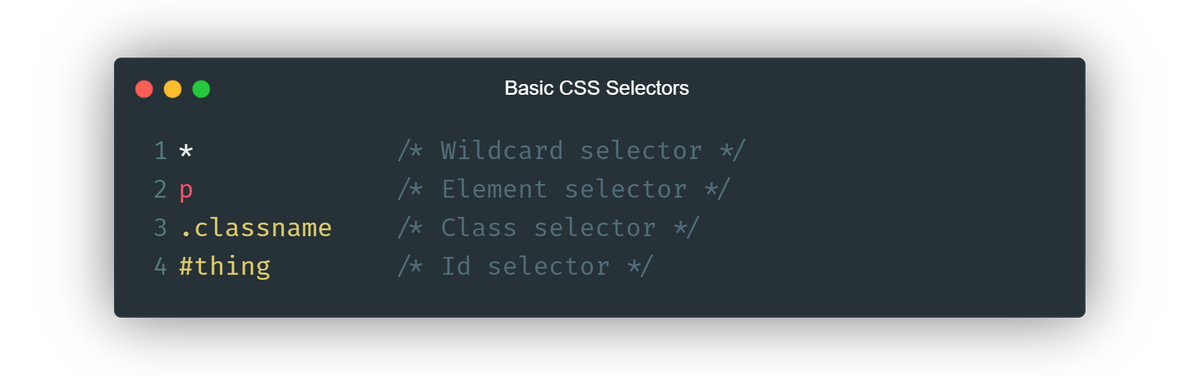 Basic CSS Selectors
1 * /* Wildcard selector */
2 p /* Element selector */
3 .classname /* Class selector */
4 #thing /* Id selector */